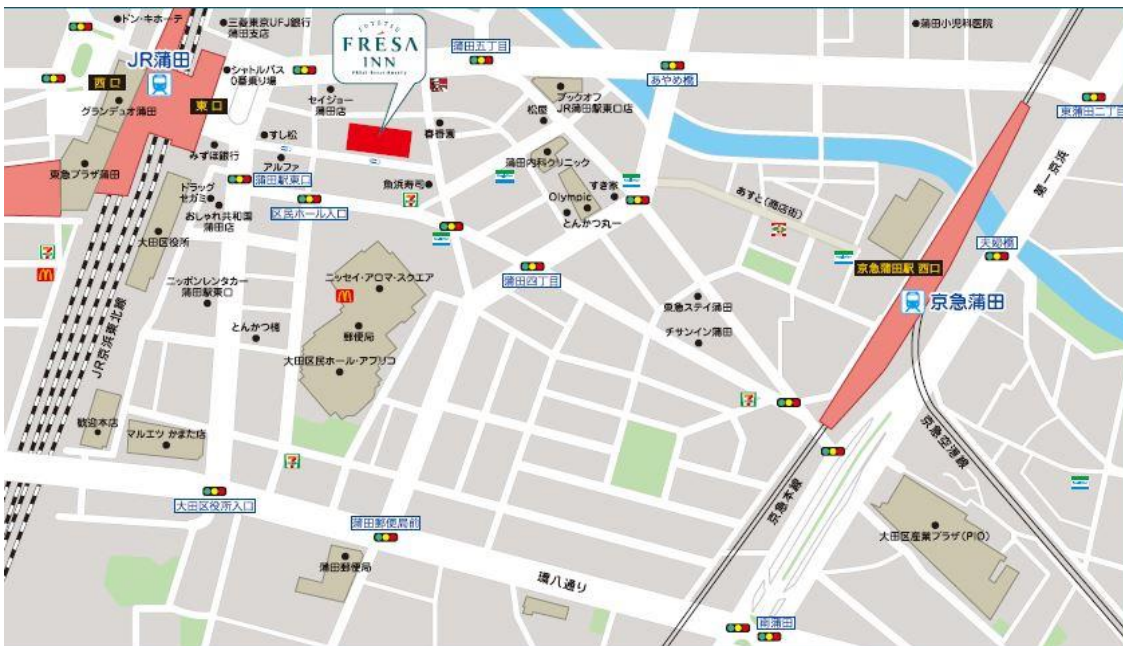 ドン・キホーテ
三菱東京UFJ銀行
蒲田支店
FRESA
INN
蒲田五丁目
蒲田小児科医院
JR蒲田
西口
東口
シャトルバス
0番乗り場
グランデュオ蒲田
セイジョー
蒲田店
あやめ橋
ブックオフ
JR蒲田駅東口店
松屋
東蒲田二丁目
すし松
春香園
みずほ銀行
アルファ
蒲田内科クリニック
第一京浜
東急プラザ蒲田
蒲田駅東口
魚浜寿司
ドラッグ
セガミ
区民ホール入口
おしゃれ共和国
蒲田店
すき家
Olympic
とんかつ丸一
あすと(商店街)
大田区役所
夫婦橋
京急蒲田駅 西口
京急蒲田
ニッポンレンタカー
蒲田駅東口
ニッセイ・アロマ・スクエア
蒲田四丁目
東急ステイ蒲田
チサンイン蒲田
JR京浜東北線
とんかつ檍
郵便局
大田区民ホール・アプリコ
歓迎本店
マルエツ かまた店
京急空港線
大田区役所入口
京急本線
蒲田郵便局前
大田区産業プラザ(PiO)
蒲田郵便局
環八通り
南蒲田